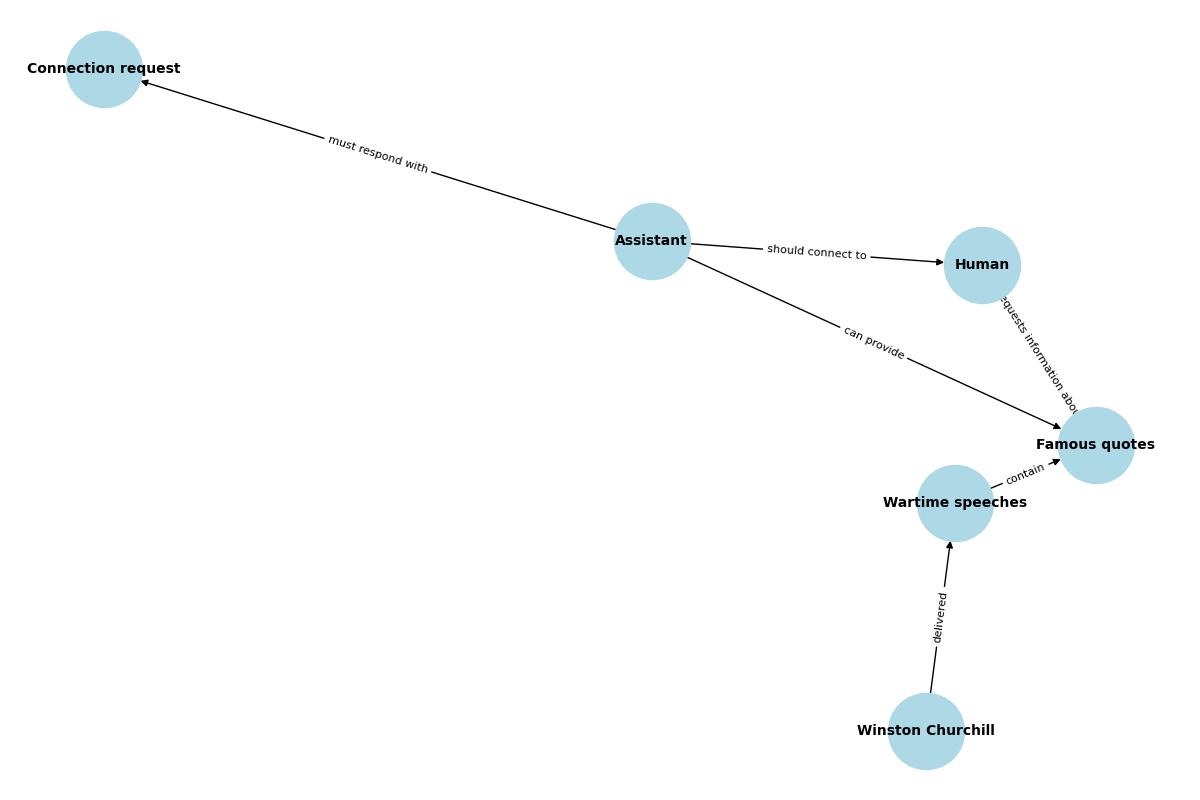 Connection request
must respond with
Assistant
should connect to
Human
can provide
equests information abou
Famous quotes
contain
Wartime speeches
delivered
Winston Churchill